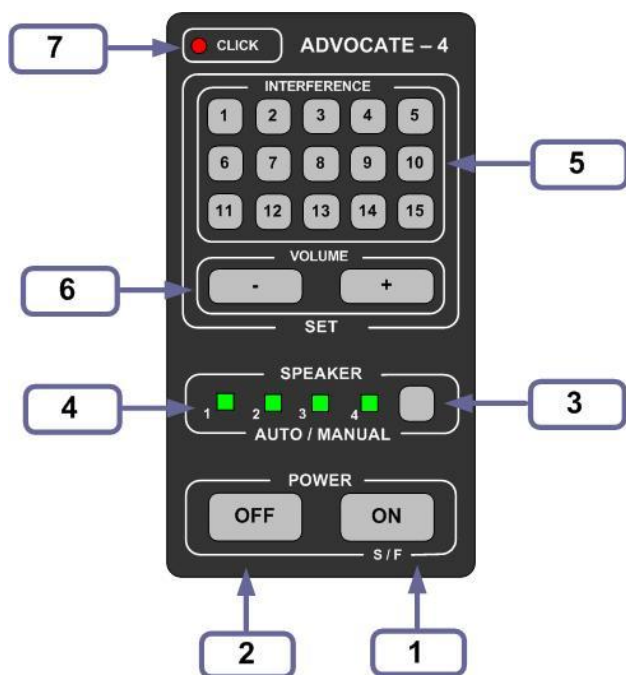 7
CLICK ADVOCATE – 4
INTERFERENCE
1 2 3 4 5
6 7 8 9 10
5
11 12 13 14 15
VOLUME
6
- +
SET
SPEAKER
4
1 2 3 4
3
AUTO / MANUAL
POWER
OFF ON
S / F
2 1